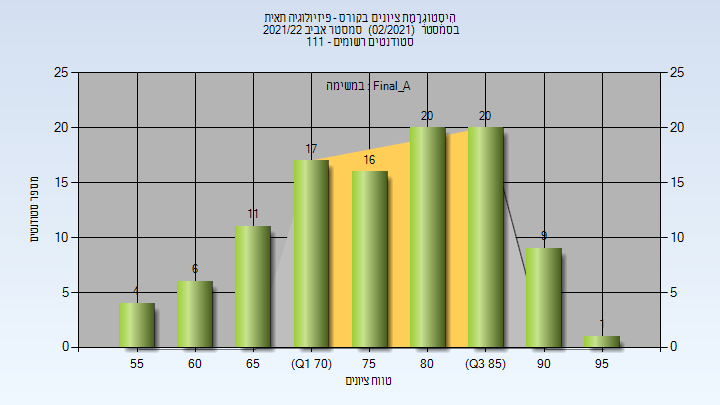 היסטוגרמת ציונים בקורס - פיזיולוגיה תאית
בסמסטר (02/2021) סמסטר אביב 2021/22
סטודנטים רשומים - 111
במשימה : Final_A
25 25
20 20
15 15
10 10
5 5
0 0
מספר סטודנטים
4 6 11 17 16 20 20 9 1
55 60 65 (Q1 70) 75 80 (Q3 85) 90 95
טווח ציונים